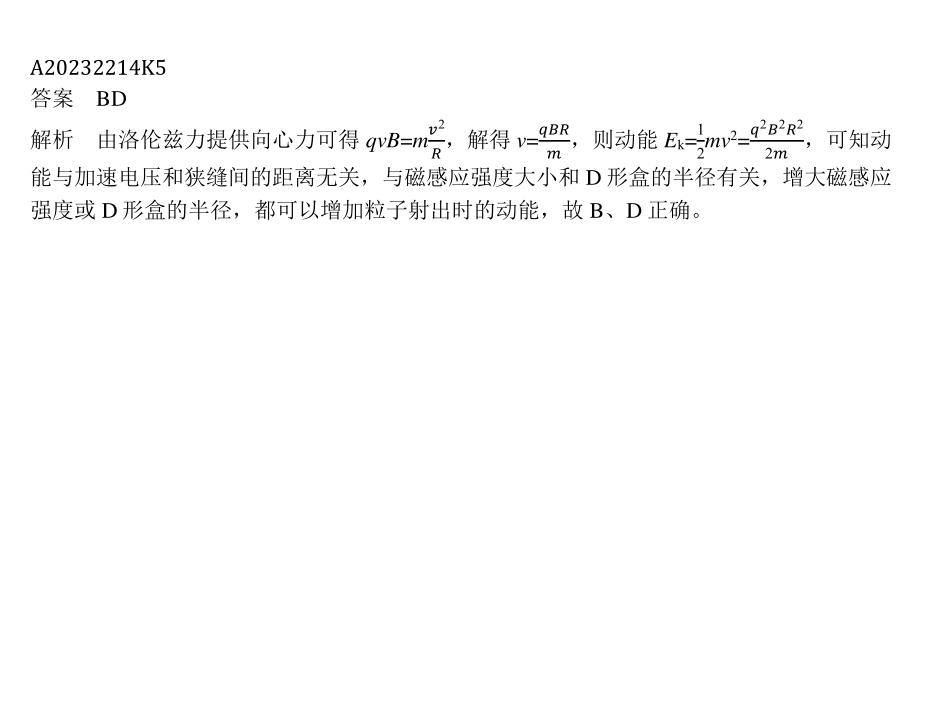 A20232214K5
答案　BD
解析　由洛伦兹力提供向心力可得 qvB=m\frac{v^2}{R}，解得 v=\frac{qBR}{m}，则动能 E_k=\frac{1}{2}mv^2=\frac{q^2B^2R^2}{2m}，可知动
能与加速电压和狭缝间的距离无关，与磁感应强度大小和 D 形盒的半径有关，增大磁感应
强度或 D 形盒的半径，都可以增加粒子射出时的动能，故 B、D 正确。